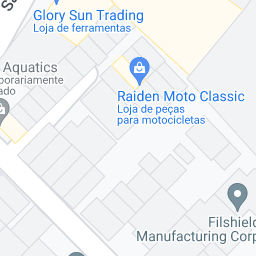 Glory Sun Trading
Loja de ferramentas
Aquatics
Raiden Moto Classic
Loja de peças
para motocicletas
Filshield
Manufacturing Corp